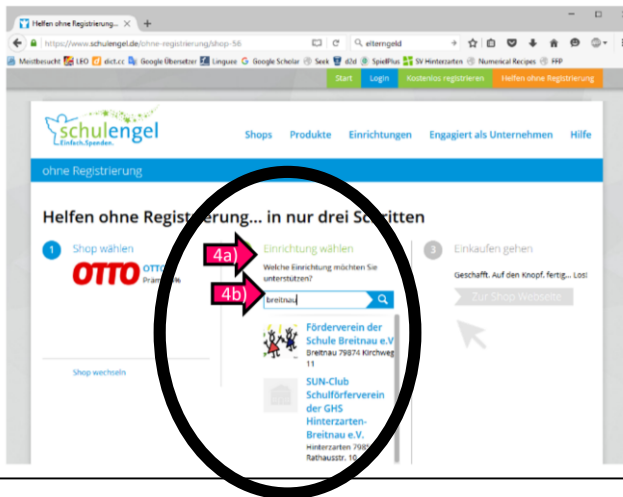 Helfen ohne Registrierung...
https://www.schulengel.de/ohne-registrierung/shop-56
elterngeld
Meistbesucht LEO dict.cc Google Übersetzer Linguee Google Scholar Seek d2d SpielPlus SV Hinterzarten Numerical Recipes FFP
Start Login Kostenlos registrieren Helfen ohne Registrierung
schulengel
Einfach.Spenden.
Shops Produkte Einrichtungen Engagiert als Unternehmen Hilfe
ohne Registrierung
Helfen ohne Registrierung... in nur drei Schritten
1 Shop wählen
OTTO OTTO
Präm %
Shop wechseln
4a) Einrichtung wählen
Welche Einrichtung möchten Sie
unterstützen?
4b) breitnau
Förderverein der
Schule Breitnau e.V
Breitnau 79874 Kirchweg
11
SUN-Club
Schulförferverein
der GHS
Hinterzarten-
Breitnau e.V.
Hinterzarten 7985
Rathausstr. 10
3 Einkaufen gehen
Geschafft. Auf den Knopf, fertig... Los!
Zur Shop Webseite